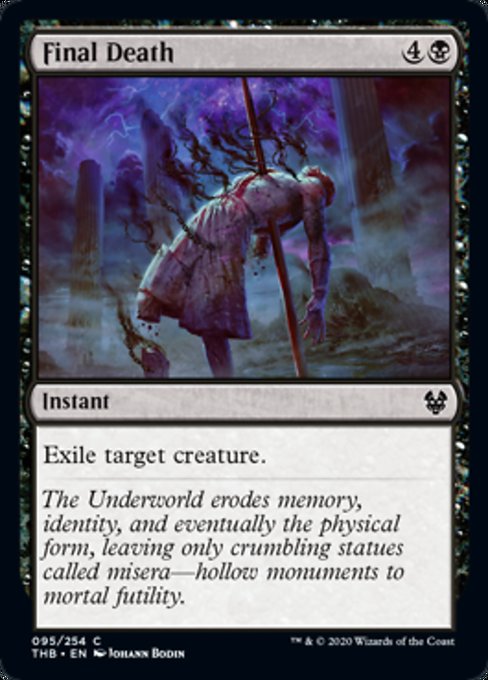 Final Death 4
Instant
Exile target creature.
The Underworld erodes memory,
identity, and eventually the physical
form, leaving only crumbling statues
called misera—hollow monuments to
mortal futility.
095/254 C
THB • EN Johann Bodin
™ & © 2020 Wizards of the Coast